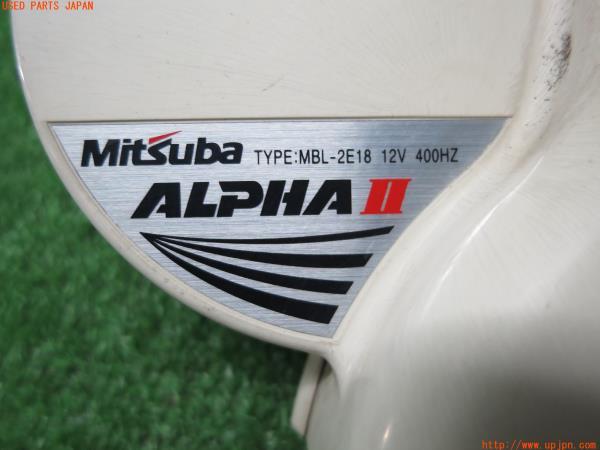 USED PARTS JAPAN
Mitsuba TYPE:MBL-2E18 12V 400HZ
ALPHA II
http://www.upjpn.com/